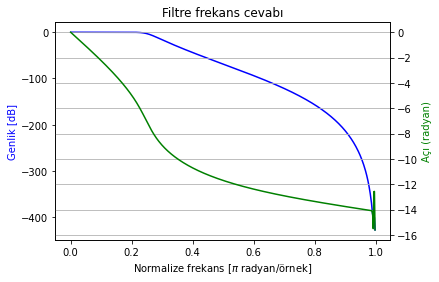 Filtre frekans cevabı
Genlik [dB]
0
−100
−200
−300
−400
0
−2
−4
−6
−8
−10
−12
−14
−16
Açı (radyan)
0.0 0.2 0.4 0.6 0.8 1.0
Normalize frekans [π radyan/örnek]